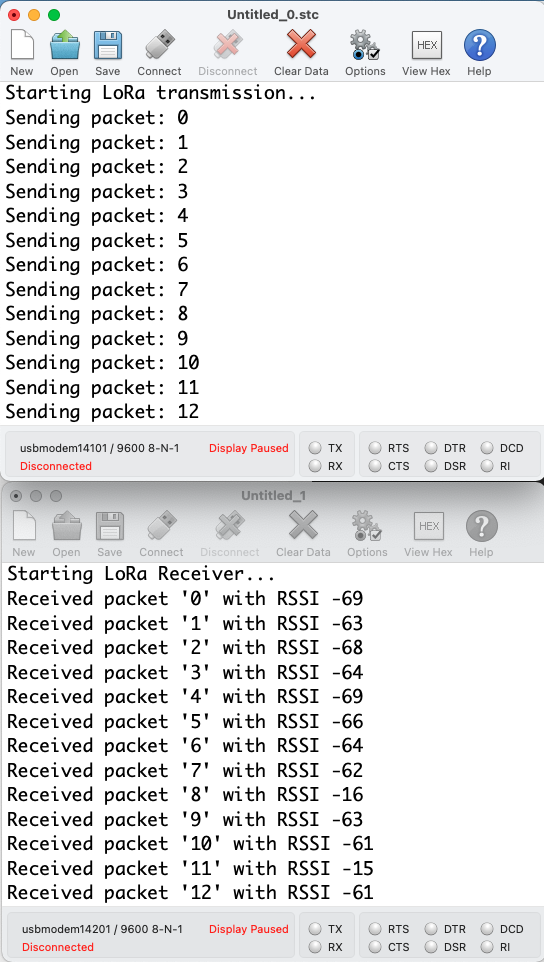 Untitled_0.stc
New Open Save Connect Disconnect Clear Data Options View Hex Help
HEX
Starting LoRa transmission...
Sending packet: 0
Sending packet: 1
Sending packet: 2
Sending packet: 3
Sending packet: 4
Sending packet: 5
Sending packet: 6
Sending packet: 7
Sending packet: 8
Sending packet: 9
Sending packet: 10
Sending packet: 11
Sending packet: 12
usbmodem14101 / 9600 8-N-1 Display Paused TX RTS DTR DCD
Disconnected RX CTS DSR RI
Untitled_1
HEX
New Open Save Connect Disconnect Clear Data Options View Hex Help
Starting LoRa Receiver...
Received packet '0' with RSSI -69
Received packet '1' with RSSI -63
Received packet '2' with RSSI -68
Received packet '3' with RSSI -64
Received packet '4' with RSSI -69
Received packet '5' with RSSI -66
Received packet '6' with RSSI -64
Received packet '7' with RSSI -62
Received packet '8' with RSSI -16
Received packet '9' with RSSI -63
Received packet '10' with RSSI -61
Received packet '11' with RSSI -15
Received packet '12' with RSSI -61
usbmodem14201 / 9600 8-N-1 Display Paused TX RTS DTR DCD
Disconnected RX CTS DSR RI